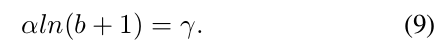 αln(b + 1) = γ. (9)